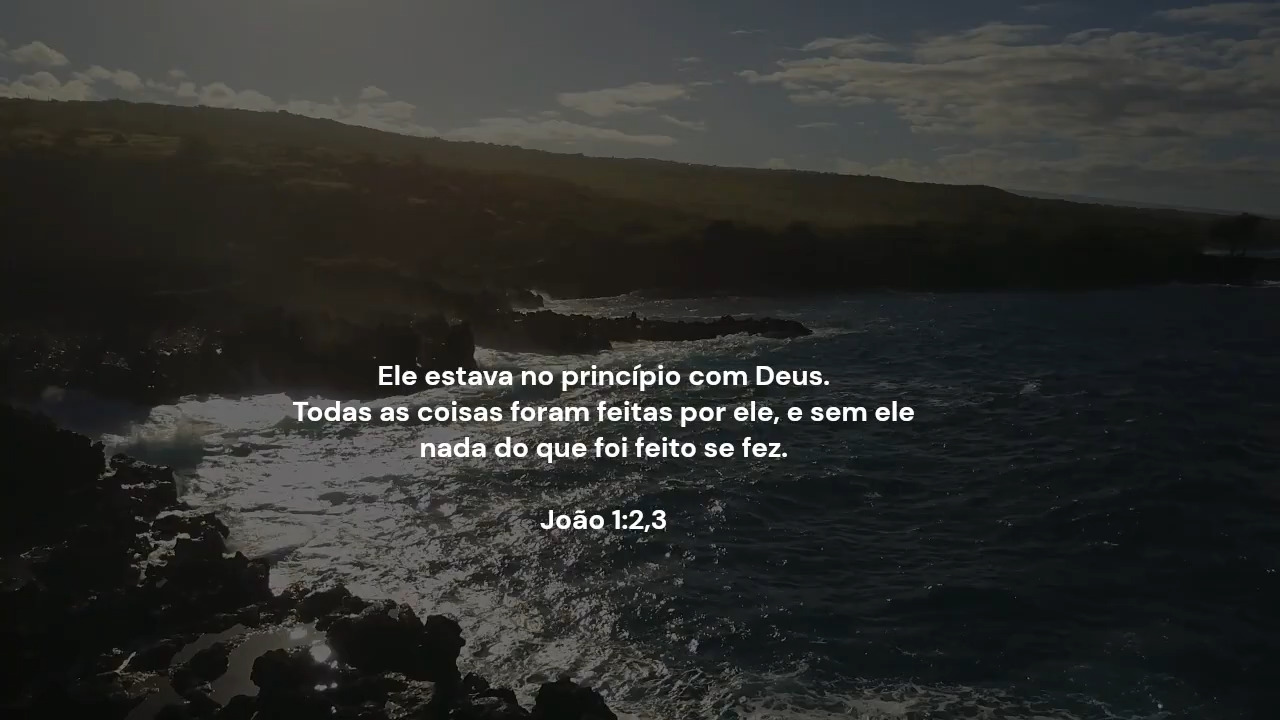 Ele estava no princípio com Deus.
Todas as coisas foram feitas por ele, e sem ele
nada do que foi feito se fez.
João 1:2,3